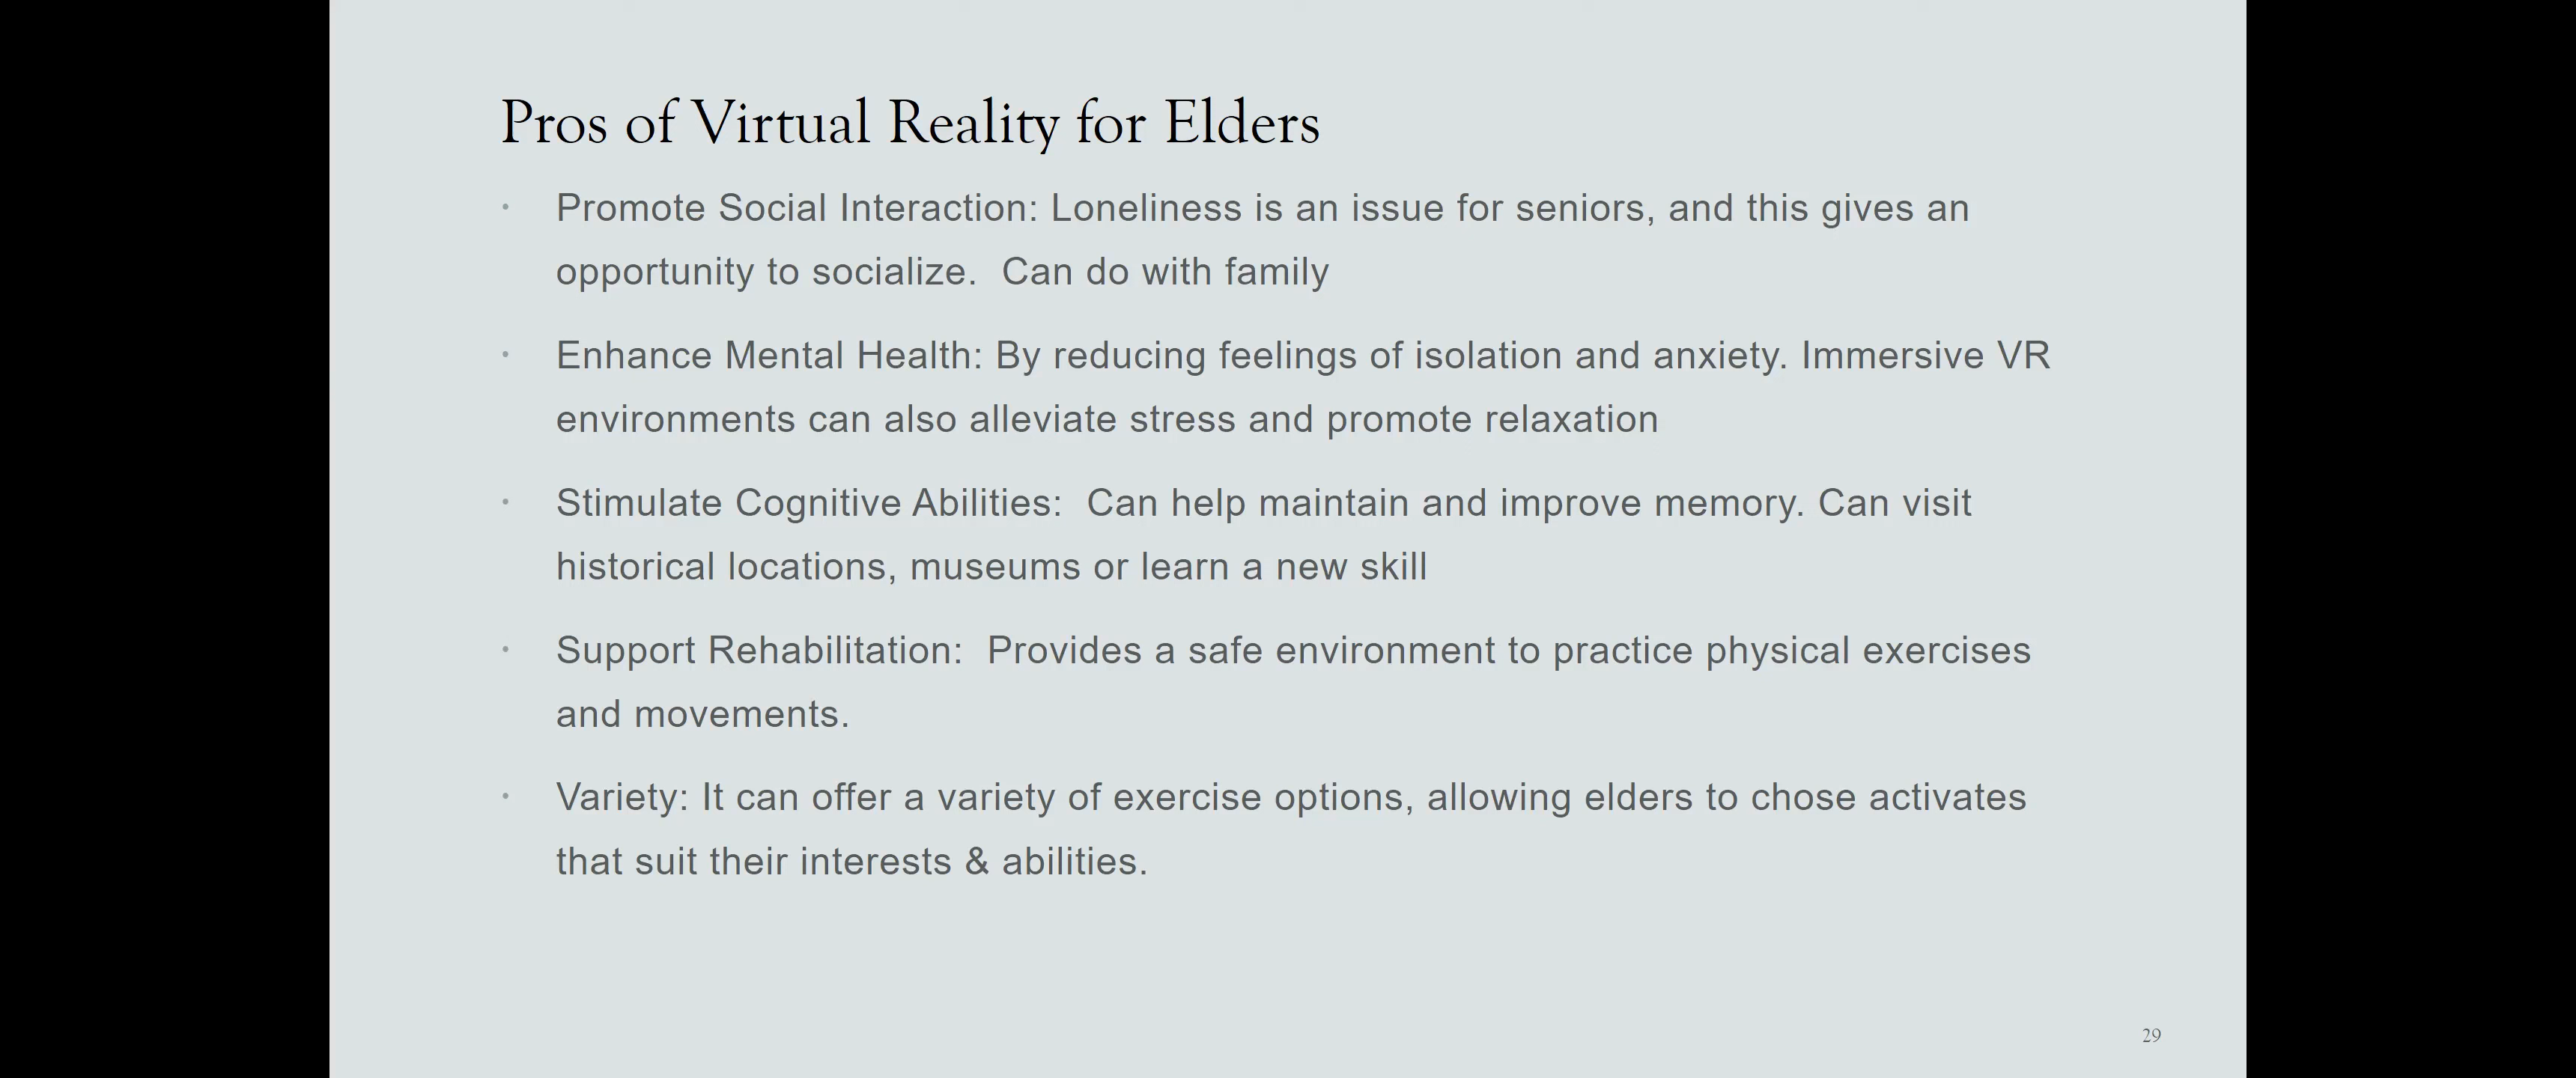 Pros of Virtual Reality for Elders
• Promote Social Interaction: Loneliness is an issue for seniors, and this gives an
opportunity to socialize.  Can do with family
• Enhance Mental Health: By reducing feelings of isolation and anxiety. Immersive VR
environments can also alleviate stress and promote relaxation
• Stimulate Cognitive Abilities:  Can help maintain and improve memory. Can visit
historical locations, museums or learn a new skill
• Support Rehabilitation:  Provides a safe environment to practice physical exercises
and movements.
• Variety: It can offer a variety of exercise options, allowing elders to chose activates
that suit their interests & abilities.
29